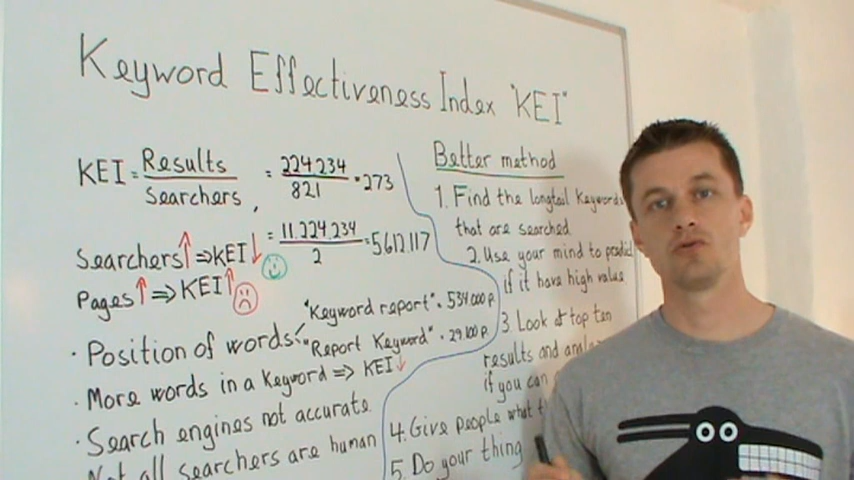 Keyword Effectiveness Index "KEI"
KEI = Results / Searchers, = 224234 / 821 = 273
= 11.224.234 / 2 = 5612.117
Searchers↑ ⇒ KEI↓
Pages↑ ⇒ KEI↑
· Position of words "Keyword report" · 534000 p.
"Report Keyword" · 29.100 p.
· More words in a Keyword ⇒ KEI↓
· Search engines not accurate
Not all searchers are human
Better method
1. Find the longtail Keywords
that are searched
2. Use your mind to predict
if it have high value
3. Look at top ten
results and
if you can
4. Give people what
5. Do your thing